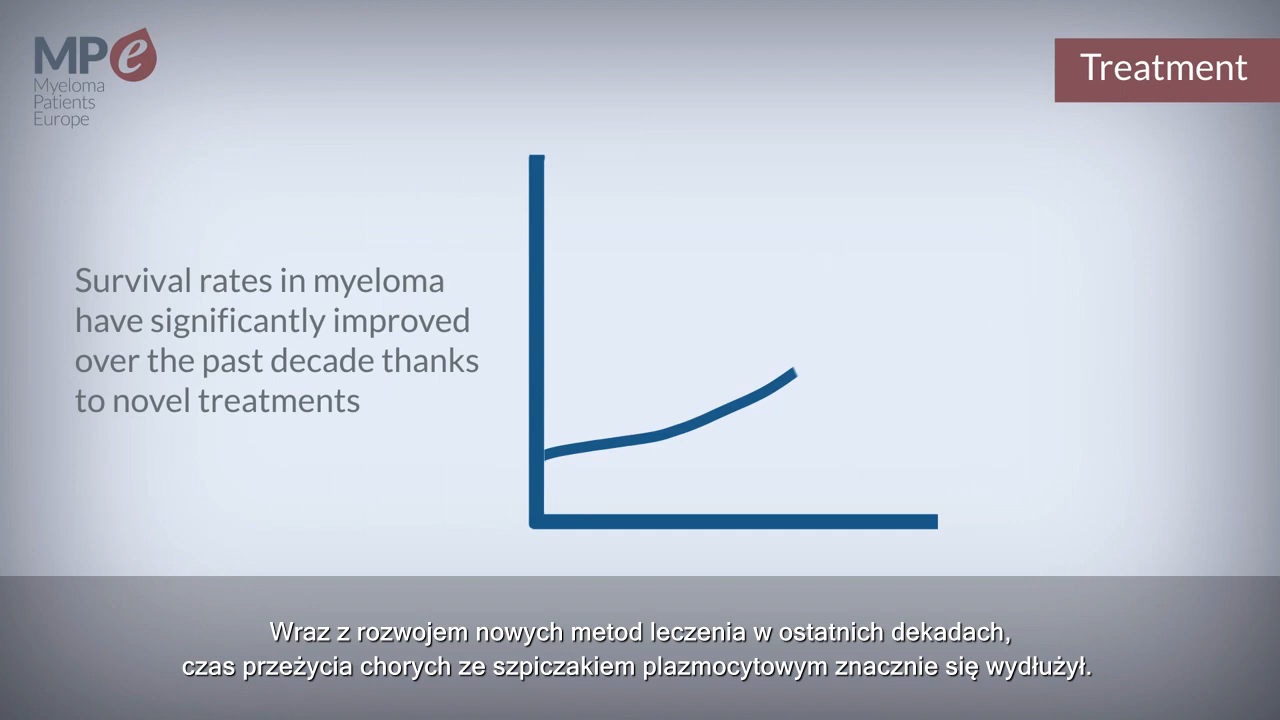 MPe
Myeloma
Patients
Europe
Treatment
Survival rates in myeloma
have significantly improved
over the past decade thanks
to novel treatments
Wraz z rozwojem nowych metod leczenia w ostatnich dekadach,
czas przeżycia chorych ze szpiczakiem plazmocytowym znacznie się wydłużył.